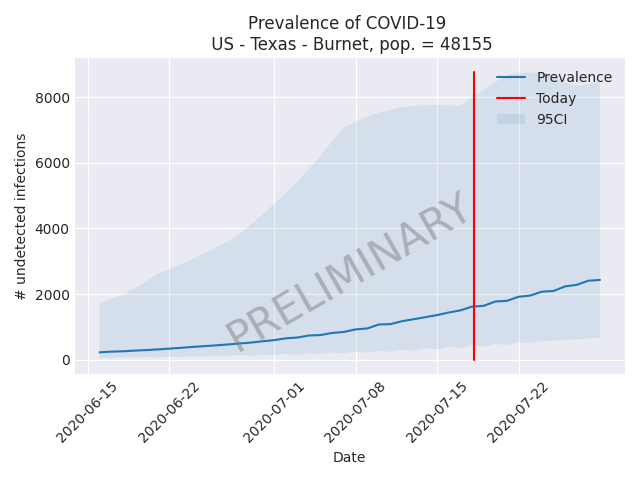 Prevalence of COVID-19
US - Texas - Burnet, pop. = 48155
Prevalence
Today
95CI
# undetected infections
8000
6000
4000
2000
0
PRELIMINARY
2020-06-15
2020-06-22
2020-07-01
2020-07-08
2020-07-15
2020-07-22
Date